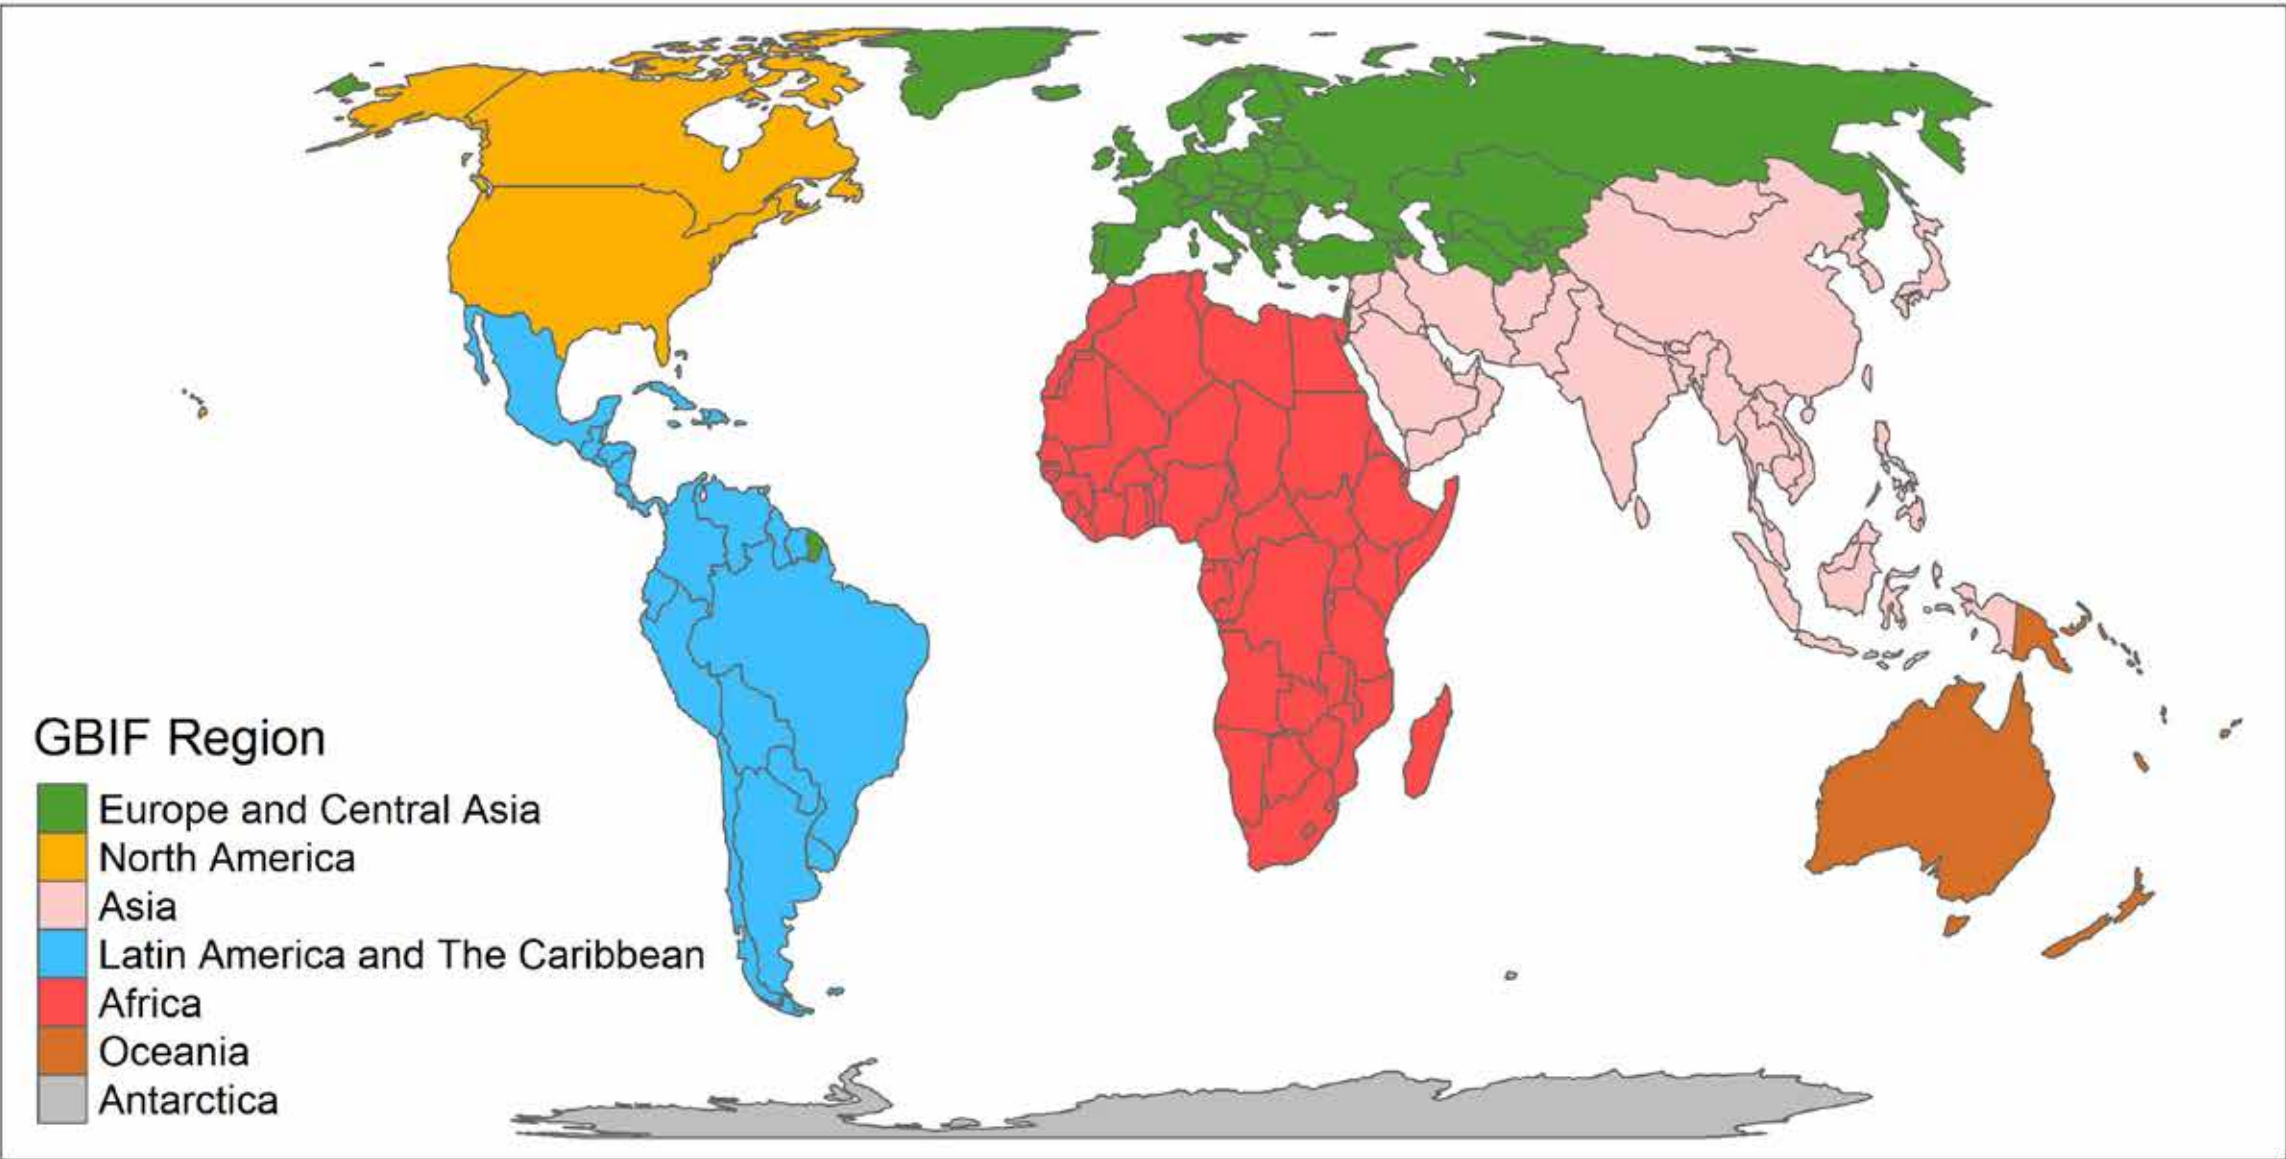 GBIF Region
Europe and Central Asia
North America
Asia
Latin America and The Caribbean
Africa
Oceania
Antarctica